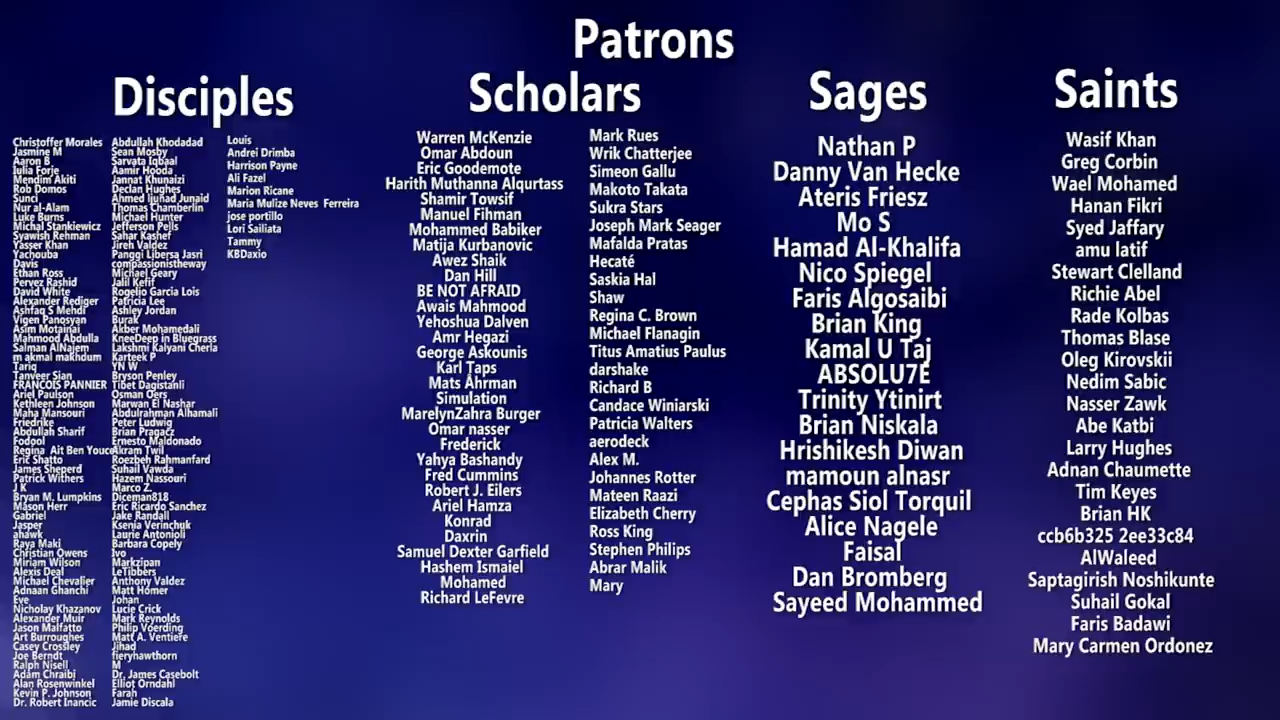 Patrons
Disciples
Christoffer Morales
Jasmine M
Aaron B
Iulia Forje
Mendim Akiti
Rob Domos
Sunci
Nur al-Alam
Luke Burns
Michal Stankiewicz
Syawish Rehman
Yasser Khan
Yachouba
Davis
Ethan Ross
Pervez Rashid
David White
Alexander Rediger
Ashfaq S Mehdi
Vigen Panosyan
Asim Motainai
Mahmood Abdulla
Salman AlNajem
m akmal makhdum
Tariq
Tanveer Sian
FRANCOIS PANNIER
Ariel Paulson
Kethleen Johnson
Maha Mansouri
Friedrike
Abdullah Sharif
Fodool
Regina Ait Ben Youce
Eric Shatto
James Sheperd
Patrick Withers
J K
Bryan M. Lumpkins
Mason Herr
Gabriel
Jasper
ahawk
Raya Maki
Christian Owens
Miriam Wilson
Alexis Deal
Michael Chevalier
Adnaan Ghanchi
Eve
Nicholay Khazanov
Alexander Muir
Jason Malfatto
Art Burroughes
Casey Crossley
Joe Berndt
Ralph Nisell
Adam Chraibi
Alan Rosenwinkel
Kevin P. Johnson
Dr. Robert Inancic
Abdullah Khodadad
Sean Mosby
Sarvata Iqbaal
Aamir Hooda
Jannat Khunaizi
Declan Hughes
Ahmed ljuhad Junaid
Thomas Chamberlin
Michael Hunter
Jefferson Pells
Sahar Kashef
Jireh Valdez
Panggi Libersa Jasri
compassionistheway
Michael Geary
Jalil Kefif
Rogelio Garcia Lois
Patricia Lee
Ashley Jordan
Burak
Akber Mohamedali
KneeDeep in Bluegrass
Lakshmi Kalyani Cherla
Karteek P
YN W
Bryson Penley
Tibet Dagistanli
Osman Oers
Marwan El Nashar
Abdulrahman Alhamali
Peter Ludwig
Brian Pragacz
Ernesto Maldonado
Akram Twil
Roezbeh Rahmanfard
Suhail Vawda
Hazem Nassouri
Marco Z.
Diceman818
Eric Ricardo Sanchez
Jake Randall
Ksenia Verinchuk
Laurie Antonioli
Barbara Copely
Ivo
Markzipan
LeTibbers
Anthony Valdez
Matt Homer
Johan
Lucie Crick
Mark Reynolds
Philip Voerding
Matt A. Ventiere
Jihad
fieryhawthorn
M
Dr. James Casebolt
Elliot Orndahl
Farah
Jamie Discala
Louis
Andrei Drimba
Harrison Payne
Ali Fazel
Marion Ricane
Maria Mulize Neves Ferreira
jose portillo
Lori Sailiata
Tammy
KBDaxio
Scholars
Warren McKenzie
Omar Abdoun
Eric Goodemote
Harith Muthanna Alqurtass
Shamir Towsif
Manuel Fihman
Mohammed Babiker
Matija Kurbanovic
Awez Shaik
Dan Hill
BE NOT AFRAID
Awais Mahmood
Yehoshua Dalven
Amr Hegazi
George Askounis
Karl Taps
Mats Åhrman
Simulation
MarelynZahra Burger
Omar nasser
Frederick
Yahya Bashandy
Fred Cummins
Robert J. Eilers
Ariel Hamza
Konrad
Daxrin
Samuel Dexter Garfield
Hashem Ismaiel
Mohamed
Richard LeFevre
Mark Rues
Wrik Chatterjee
Simeon Gallu
Makoto Takata
Sukra Stars
Joseph Mark Seager
Mafalda Pratas
Hecaté
Saskia Hal
Shaw
Regina C. Brown
Michael Flanagin
Titus Amatius Paulus
darshake
Richard B
Candace Winiarski
Patricia Walters
aerodeck
Alex M.
Johannes Rotter
Mateen Raazi
Elizabeth Cherry
Ross King
Stephen Philips
Abrar Malik
Mary
Sages
Nathan P
Danny Van Hecke
Ateris Friesz
Mo S
Hamad Al-Khalifa
Nico Spiegel
Faris Algosaibi
Brian King
Kamal U Taj
ABSOLU7E
Trinity Ytinirt
Brian Niskala
Hrishikesh Diwan
mamoun alnasr
Cephas Siol Torquil
Alice Nagele
Faisal
Dan Bromberg
Sayeed Mohammed
Saints
Wasif Khan
Greg Corbin
Wael Mohamed
Hanan Fikri
Syed Jaffary
amu latif
Stewart Clelland
Richie Abel
Rade Kolbas
Thomas Blase
Oleg Kirovskii
Nedim Sabic
Nasser Zawk
Abe Katbi
Larry Hughes
Adnan Chaumette
Tim Keyes
Brian HK
ccb6b325 2ee33c84
AlWaleed
Saptagirish Noshikunte
Suhail Gokal
Faris Badawi
Mary Carmen Ordonez